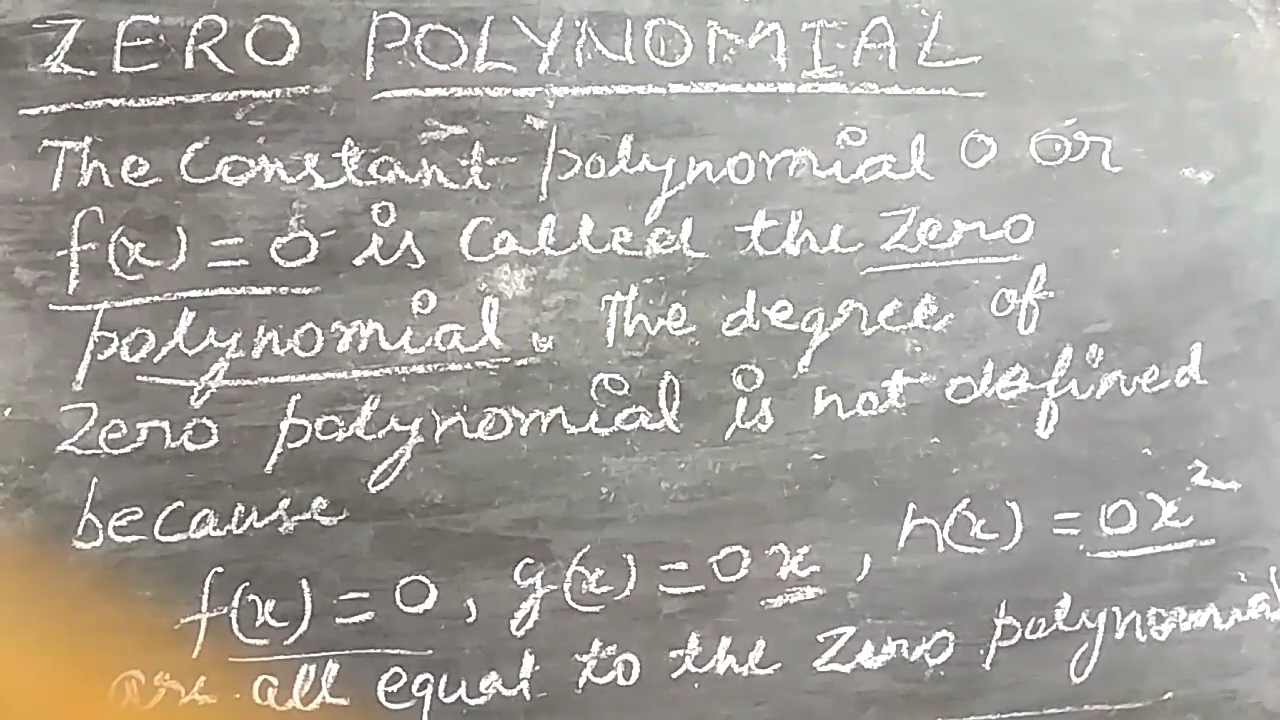 ZERO POLYNOMIAL
The constant polynomial 0 or
f(x) = 0 is called the zero
polynomial. The degree of
Zero polynomial is not defined
because
f(x) = 0, g(x) = 0x, h(x) = 0x²
are all equal to the zero polynomial